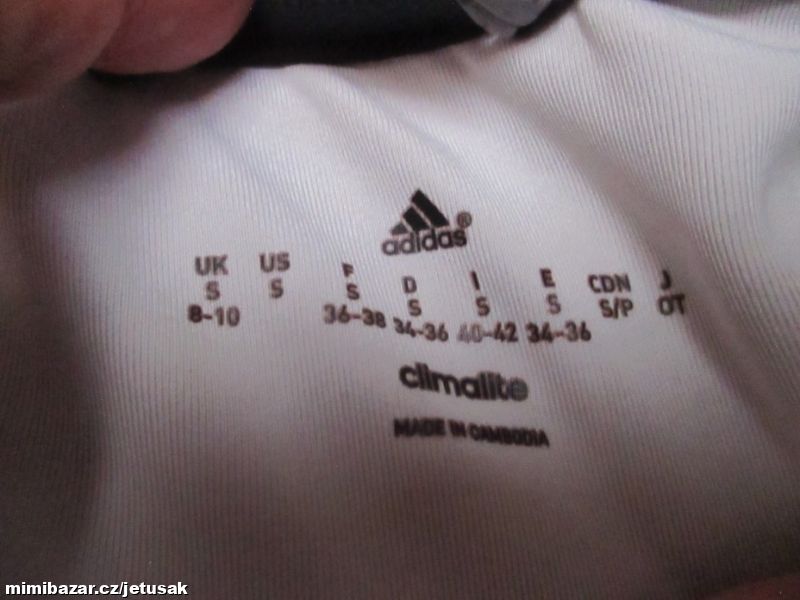 adidas®
UK US F D I E CDN J
S S S S S S S/P OT
8-10 36-38 34-36 40-42 34-36
climalite
MADE IN CAMBODIA
mimibazar.cz/jetusak